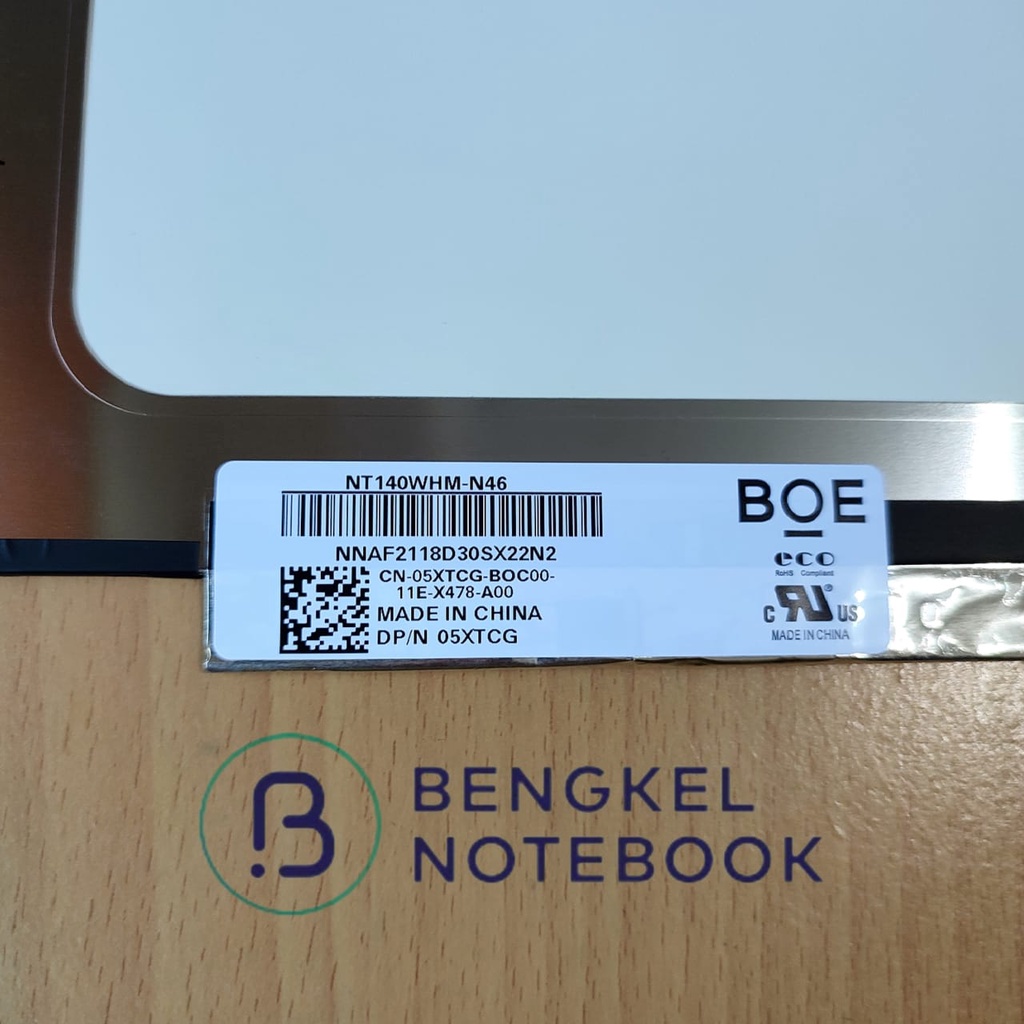 NT140WHM-N46
BOE
NNAF2118D30SX22N2
eco
RoHS Compliant
CN-05XTCG-BOC00-
11E-X478-A00
MADE IN CHINA
DP/N 05XTCG
C RU® US
MADE IN CHINA
B
BENGKEL
NOTEBOOK